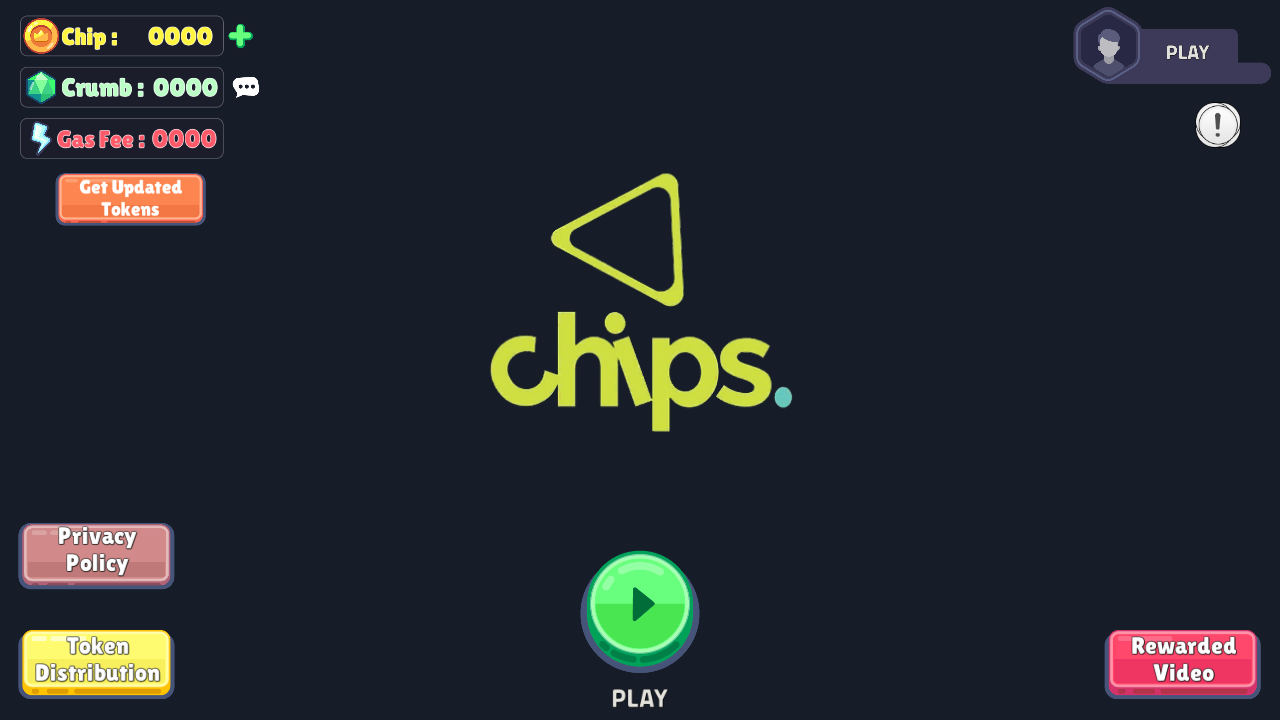 Chip : 0000
Crumb : 0000
Gas Fee : 0000
Get Updated
Tokens
PLAY
!
chips.
Privacy
Policy
Token
Distribution
PLAY
Rewarded
Video